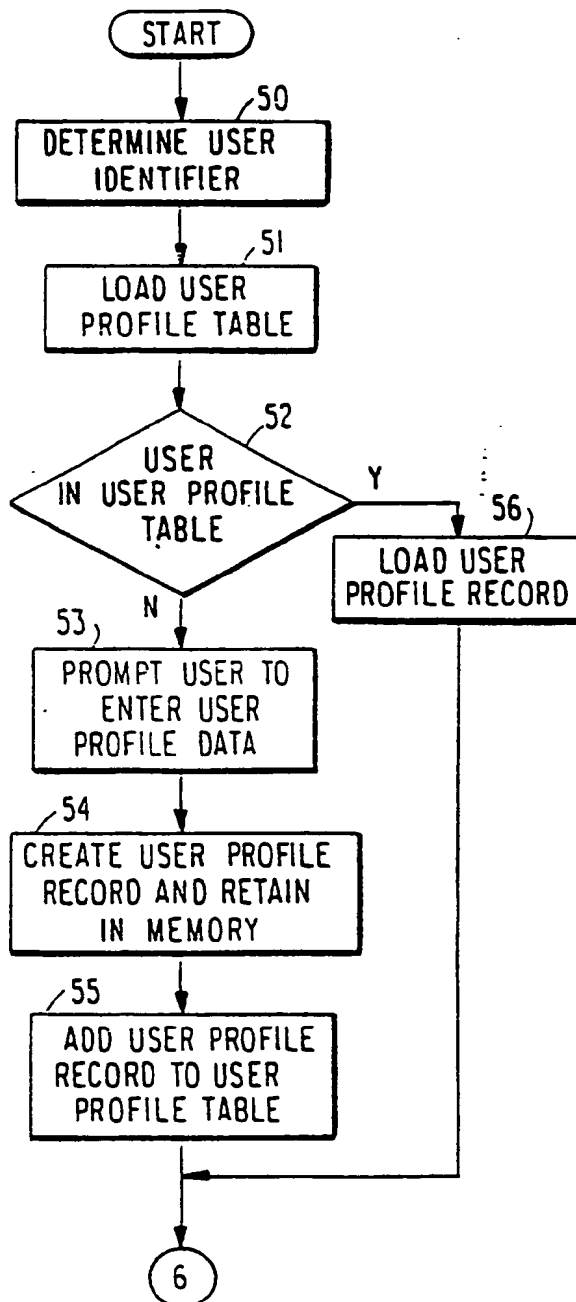 START
50
DETERMINE USER
IDENTIFIER
51
LOAD USER
PROFILE TABLE
52
USER
IN USER PROFILE
TABLE
Y
N
56
LOAD USER
PROFILE RECORD
53
PROMPT USER TO
ENTER USER
PROFILE DATA
54
CREATE USER PROFILE
RECORD AND RETAIN
IN MEMORY
55
ADD USER PROFILE
RECORD TO USER
PROFILE TABLE
6